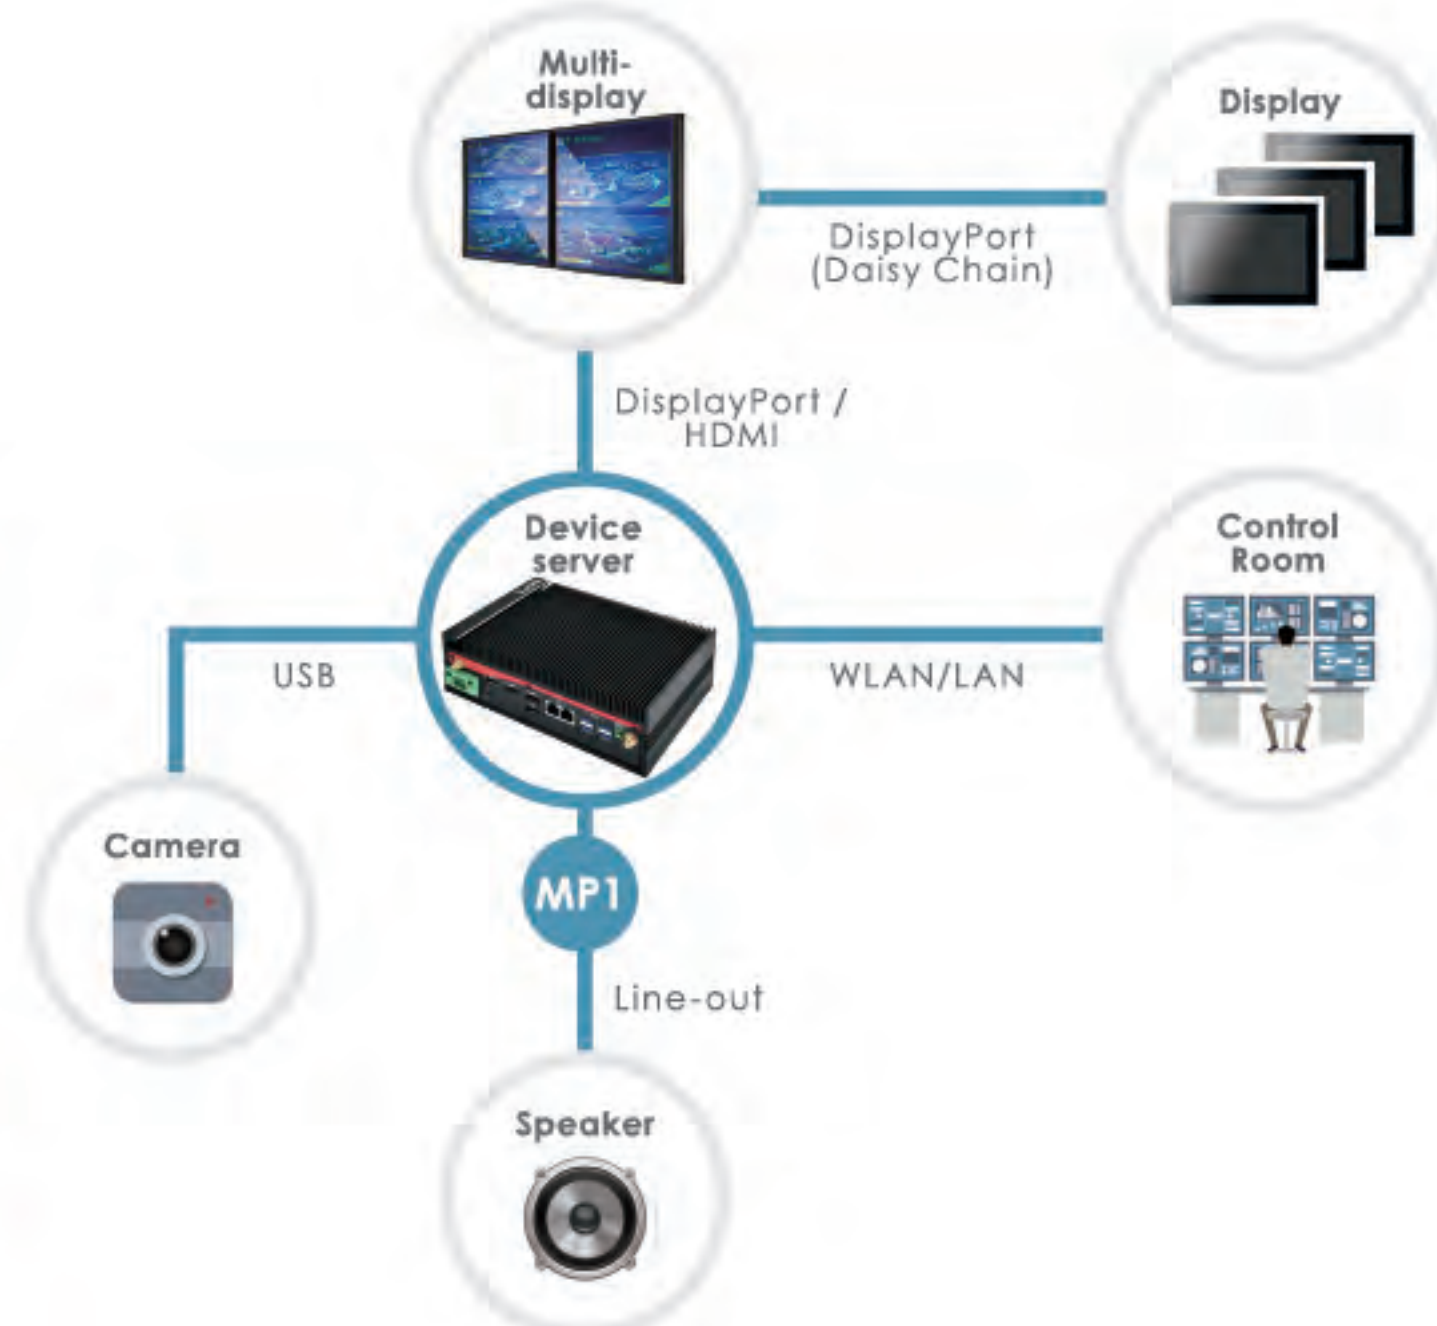 Multi-
display
Display
DisplayPort
(Daisy Chain)
DisplayPort /
HDMI
Device
server
Control
Room
USB
WLAN/LAN
Camera
MP1
Line-out
Speaker